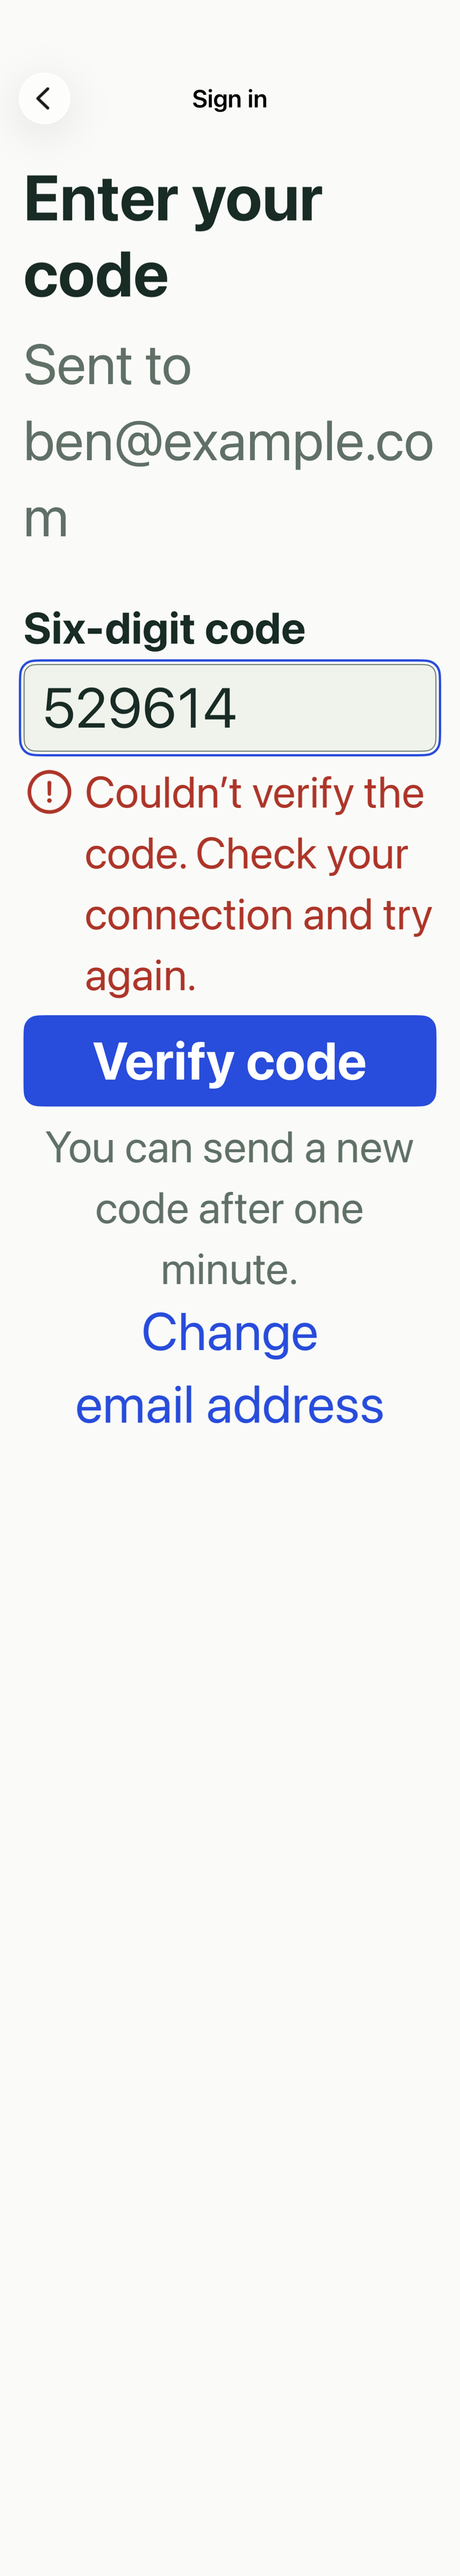 Sign in
Enter your
code
Sent to
ben@example.co
m
Six-digit code
529614
Couldn’t verify the
code. Check your
connection and try
again.
Verify code
You can send a new
code after one
minute.
Change
email address